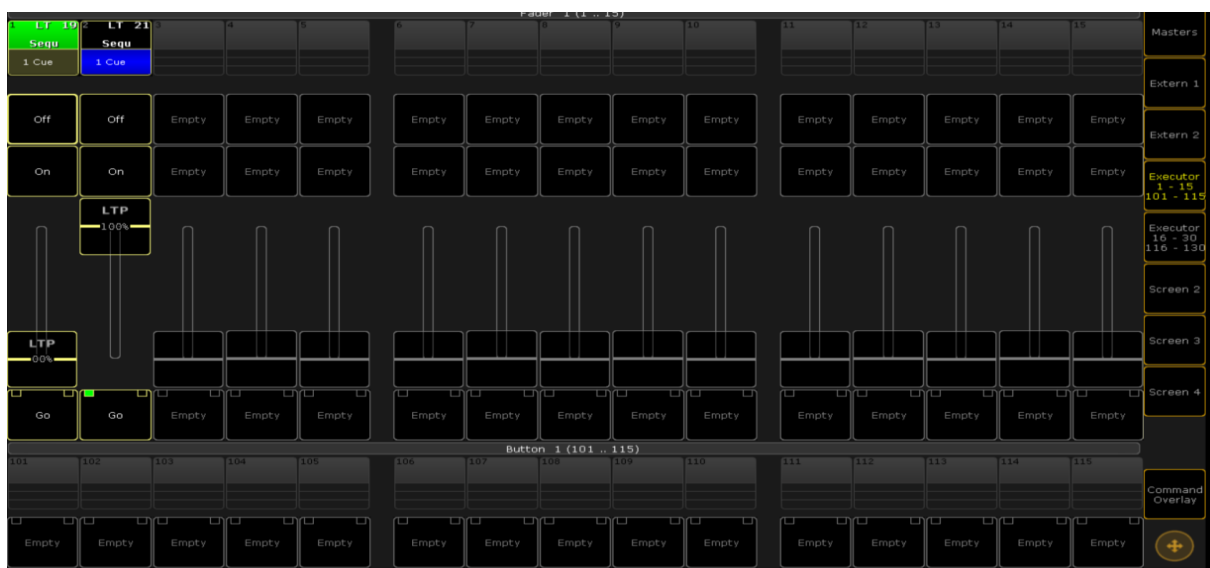 Fader 1 (1 .. 15)
1 LT 19 2 LT 21 3 4 5 6 7 8 9 10 11 12 13 14 15
Sequ Sequ
1 Cue 1 Cue
Off Off Empty Empty Empty Empty Empty Empty Empty Empty Empty Empty Empty Empty Empty
On On Empty Empty Empty Empty Empty Empty Empty Empty Empty Empty Empty Empty Empty
LTP
100%
LTP
00%
Go Go Empty Empty Empty Empty Empty Empty Empty Empty Empty Empty Empty Empty Empty
Button 1 (101 .. 115)
101 102 103 104 105 106 107 108 109 110 111 112 113 114 115
Empty Empty Empty Empty Empty Empty Empty Empty Empty Empty Empty Empty Empty Empty Empty
Masters
Extern 1
Extern 2
Executor
1 - 15
101 - 115
Executor
16 - 30
116 - 130
Screen 2
Screen 3
Screen 4
Command
Overlay